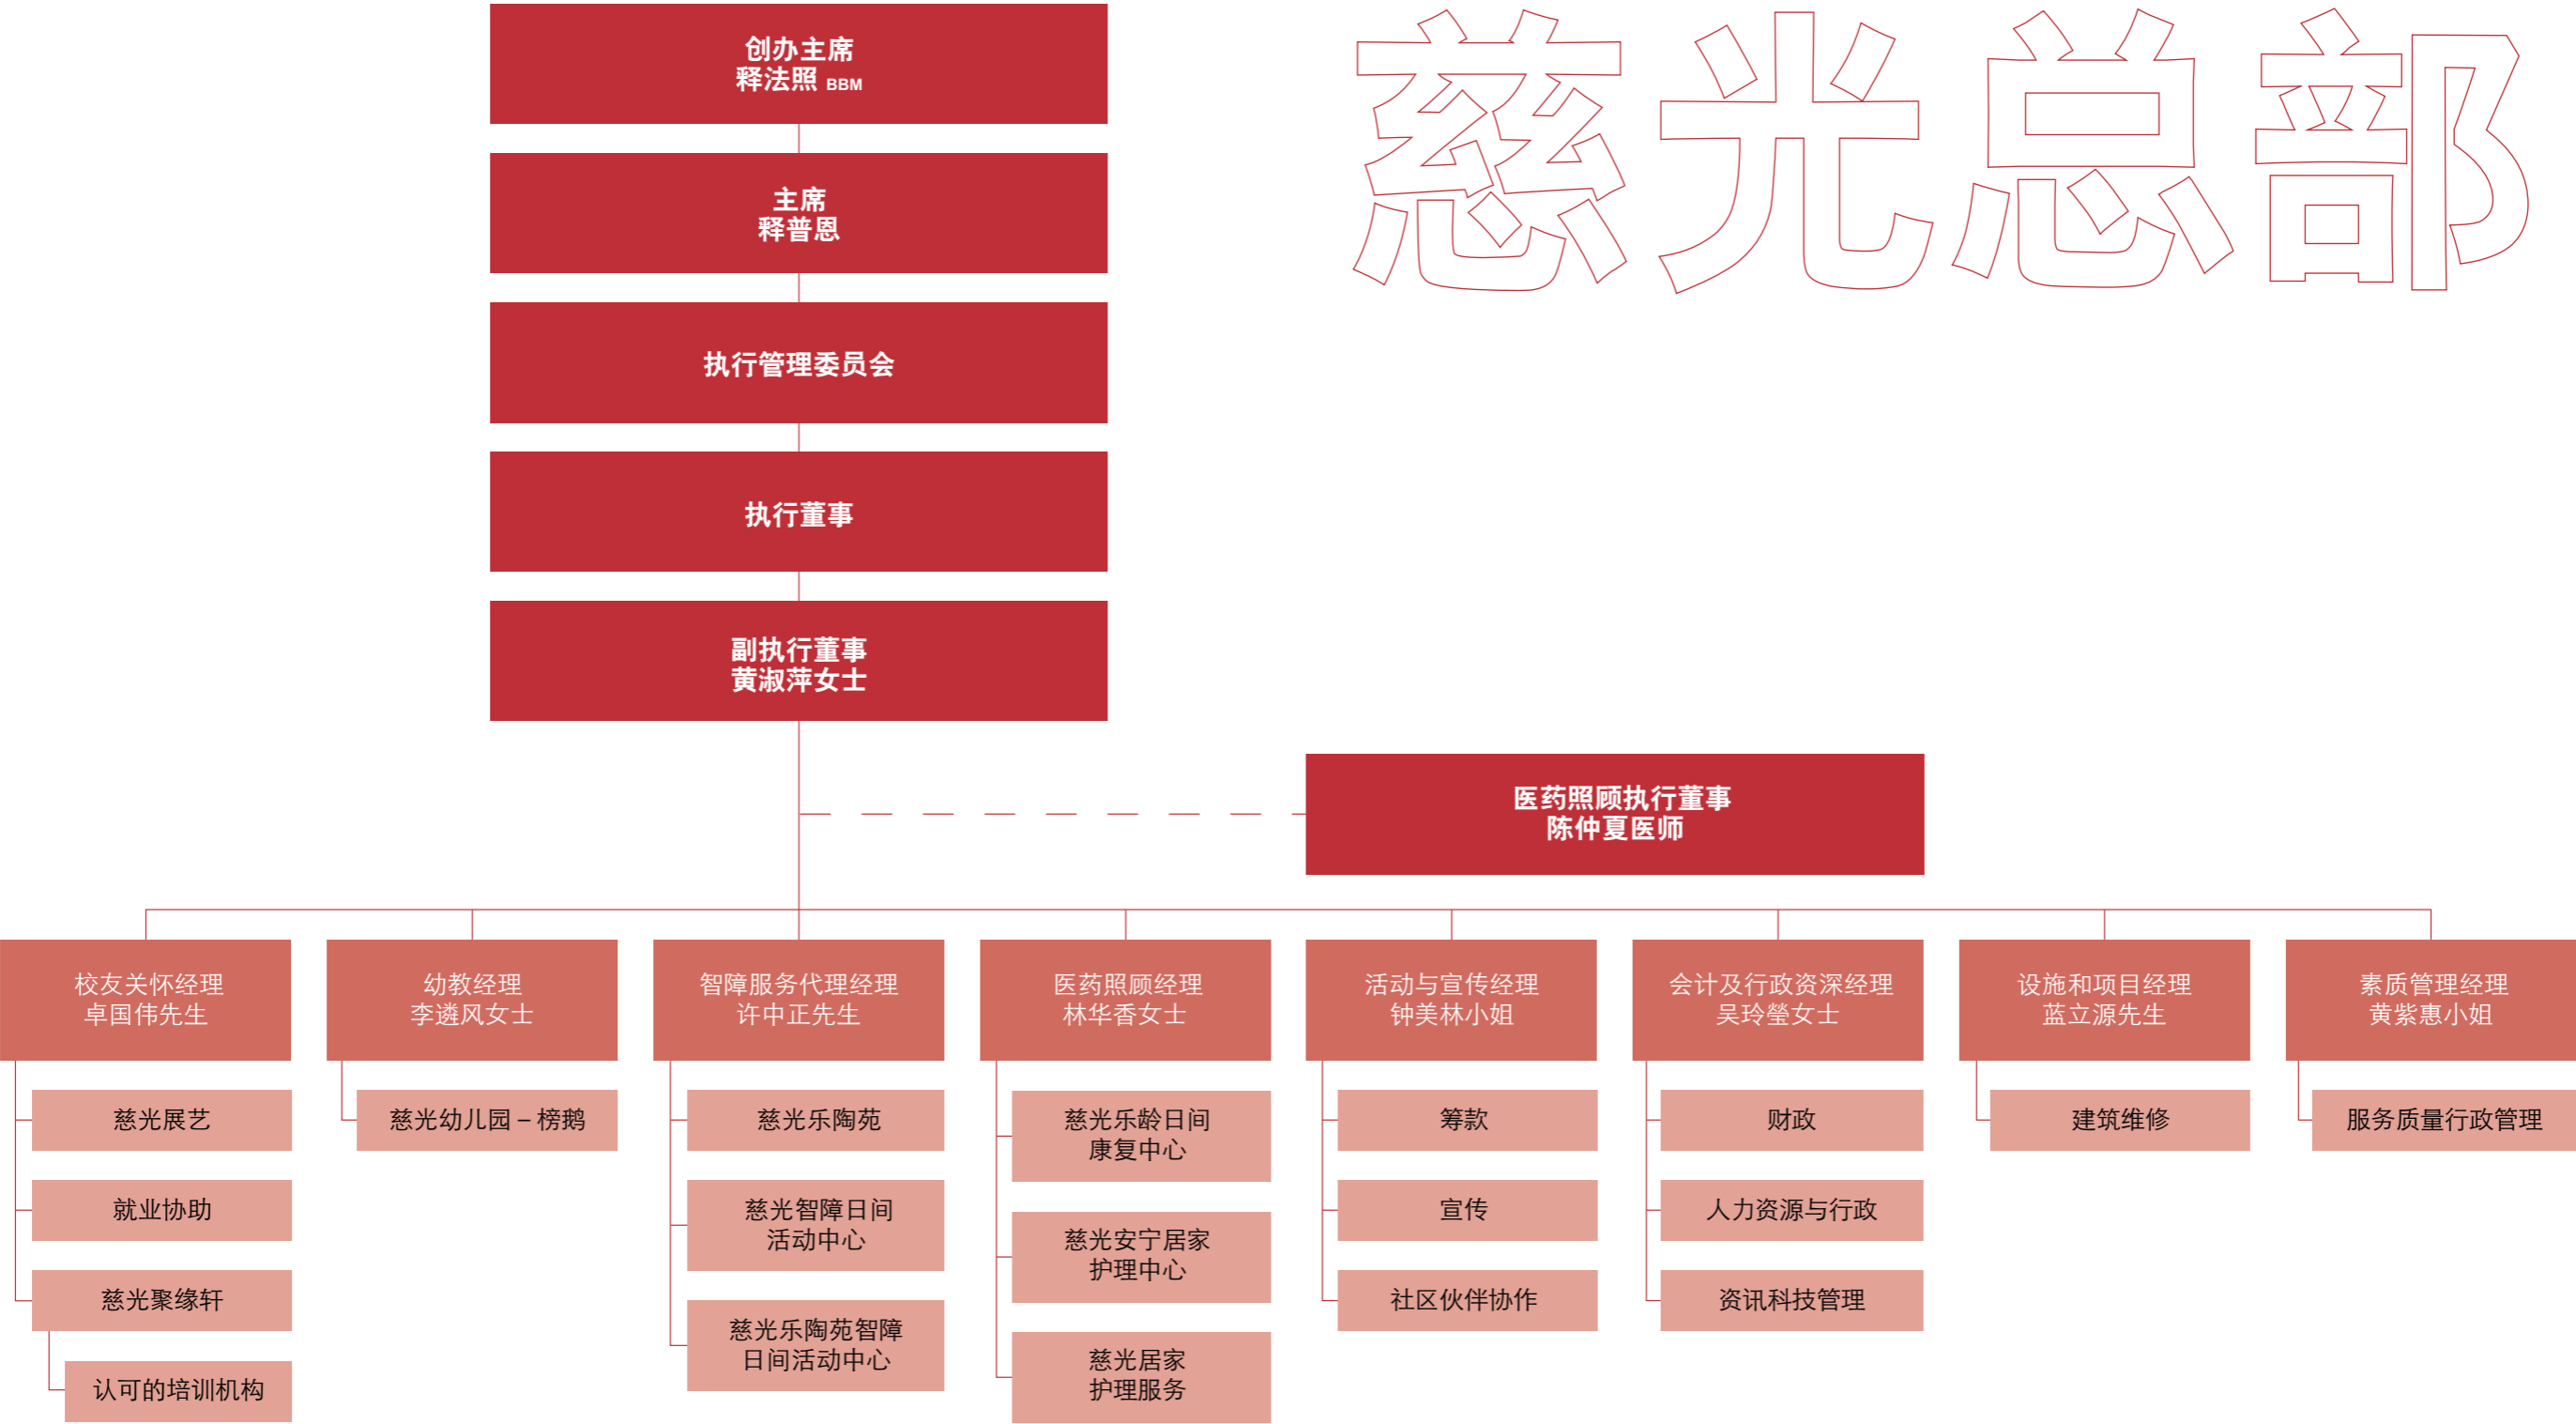 慈光总部
创办主席
释法照 BBM
主席
释普恩
执行管理委员会
执行董事
副执行董事
黄淑萍女士
医药照顾执行董事
陈仲夏医师
校友关怀经理
卓国伟先生
慈光展艺
就业协助
慈光聚缘轩
认可的培训机构
幼教经理
李遴风女士
慈光幼儿园 – 榜鹅
智障服务代理经理
许中正先生
慈光乐陶苑
慈光智障日间
活动中心
慈光乐陶苑智障
日间活动中心
医药照顾经理
林华香女士
慈光乐龄日间
康复中心
慈光安宁居家
护理中心
慈光居家
护理服务
活动与宣传经理
钟美林小姐
筹款
宣传
社区伙伴协作
会计及行政资深经理
吴玲瑩女士
财政
人力资源与行政
资讯科技管理
设施和项目经理
蓝立源先生
建筑维修
素质管理经理
黄紫惠小姐
服务质量行政管理